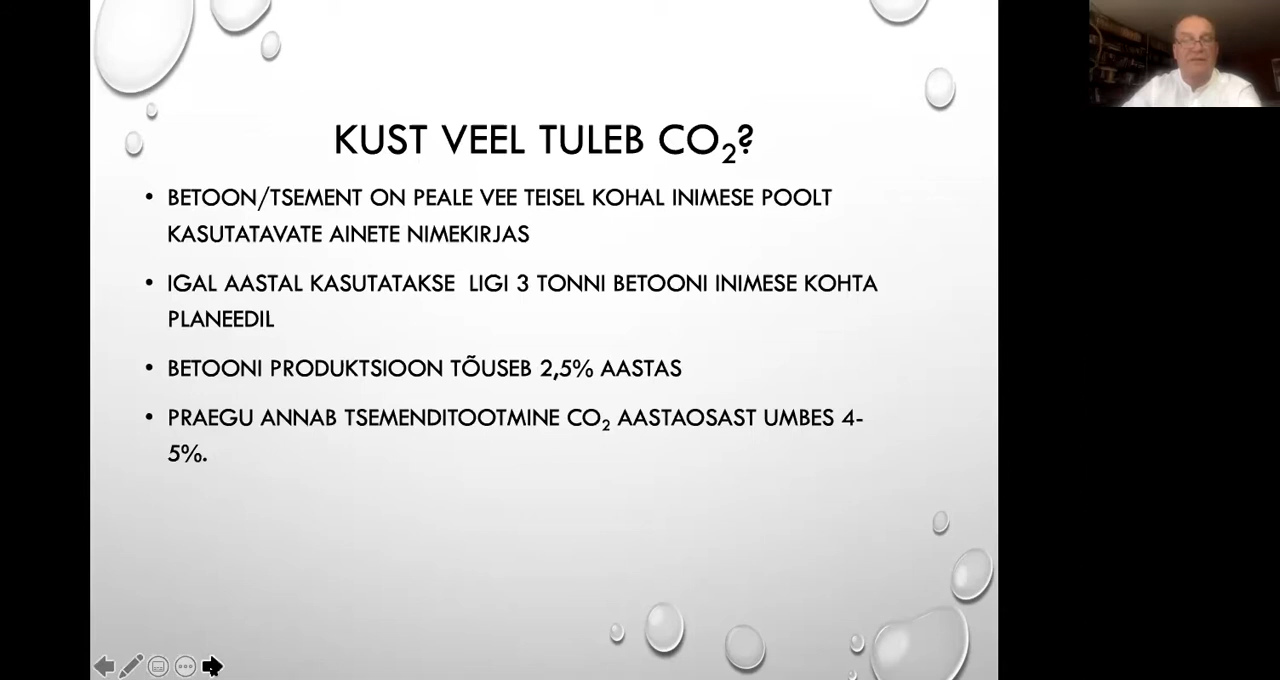 KUST VEEL TULEB CO₂?
• BETOON/TSEMENT ON PEALE VEE TEISEL KOHAL INIMESE POOLT
KASUTATAVATE AINETE NIMEKIRJAS
• IGAL AASTAL KASUTATAKSE LIGI 3 TONNI BETOONI INIMESE KOHTA
PLANEEDIL
• BETOONI PRODUKTSIOON TÕUSEB 2,5% AASTAS
• PRAEGU ANNAB TSEMENDITOOTMINE CO₂ AASTAOSAST UMBES 4-
5%.